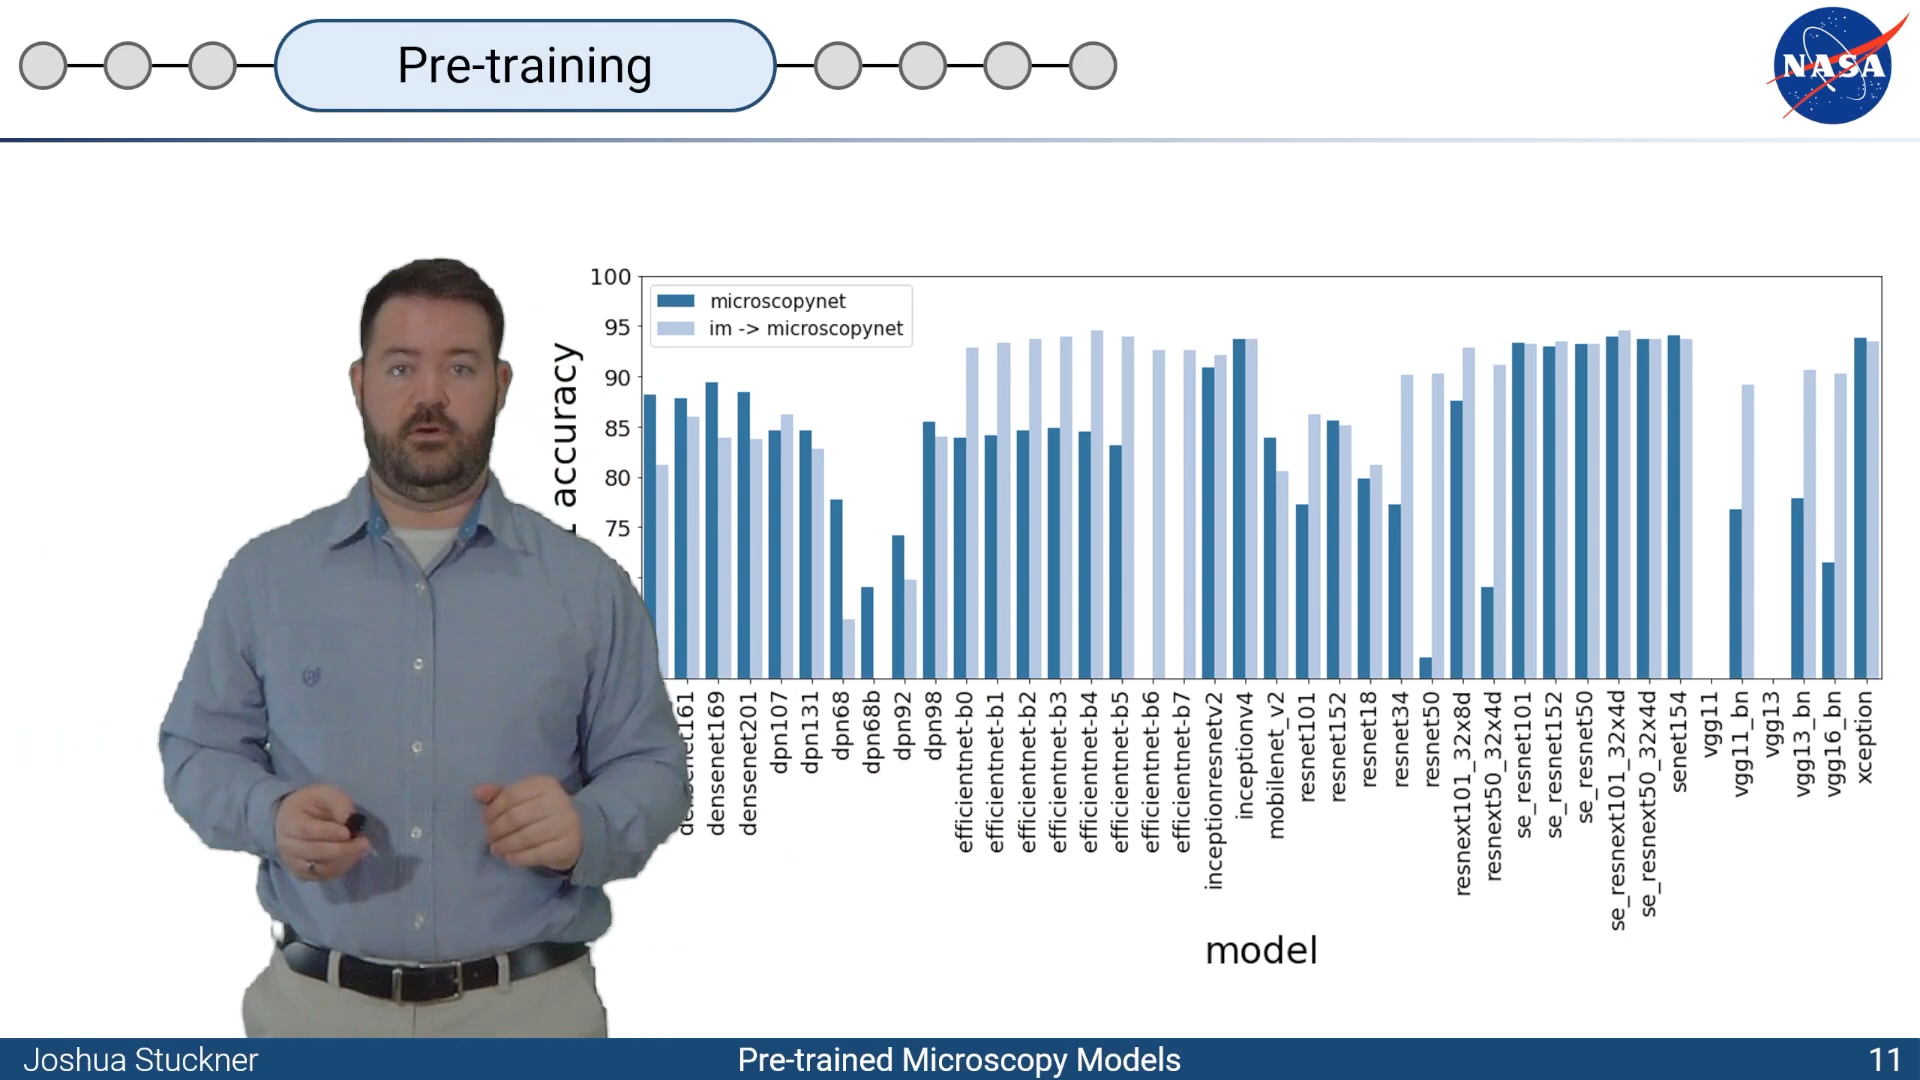 Pre-training
NASA
100
95
90
85
80
75
microscopynet
im -> microscopynet
accuracy
densenet161
densenet169
densenet201
dpn107
dpn131
dpn68
dpn68b
dpn92
dpn98
efficientnet-b0
efficientnet-b1
efficientnet-b2
efficientnet-b3
efficientnet-b4
efficientnet-b5
efficientnet-b6
efficientnet-b7
inceptionresnetv2
inceptionv4
mobilenet_v2
resnet101
resnet152
resnet18
resnet34
resnet50
resnext101_32x8d
resnext50_32x4d
se_resnet101
se_resnet152
se_resnet50
se_resnext101_32x4d
se_resnext50_32x4d
senet154
vgg11
vgg11_bn
vgg13
vgg13_bn
vgg16_bn
xception
model
Joshua Stuckner
Pre-trained Microscopy Models
11